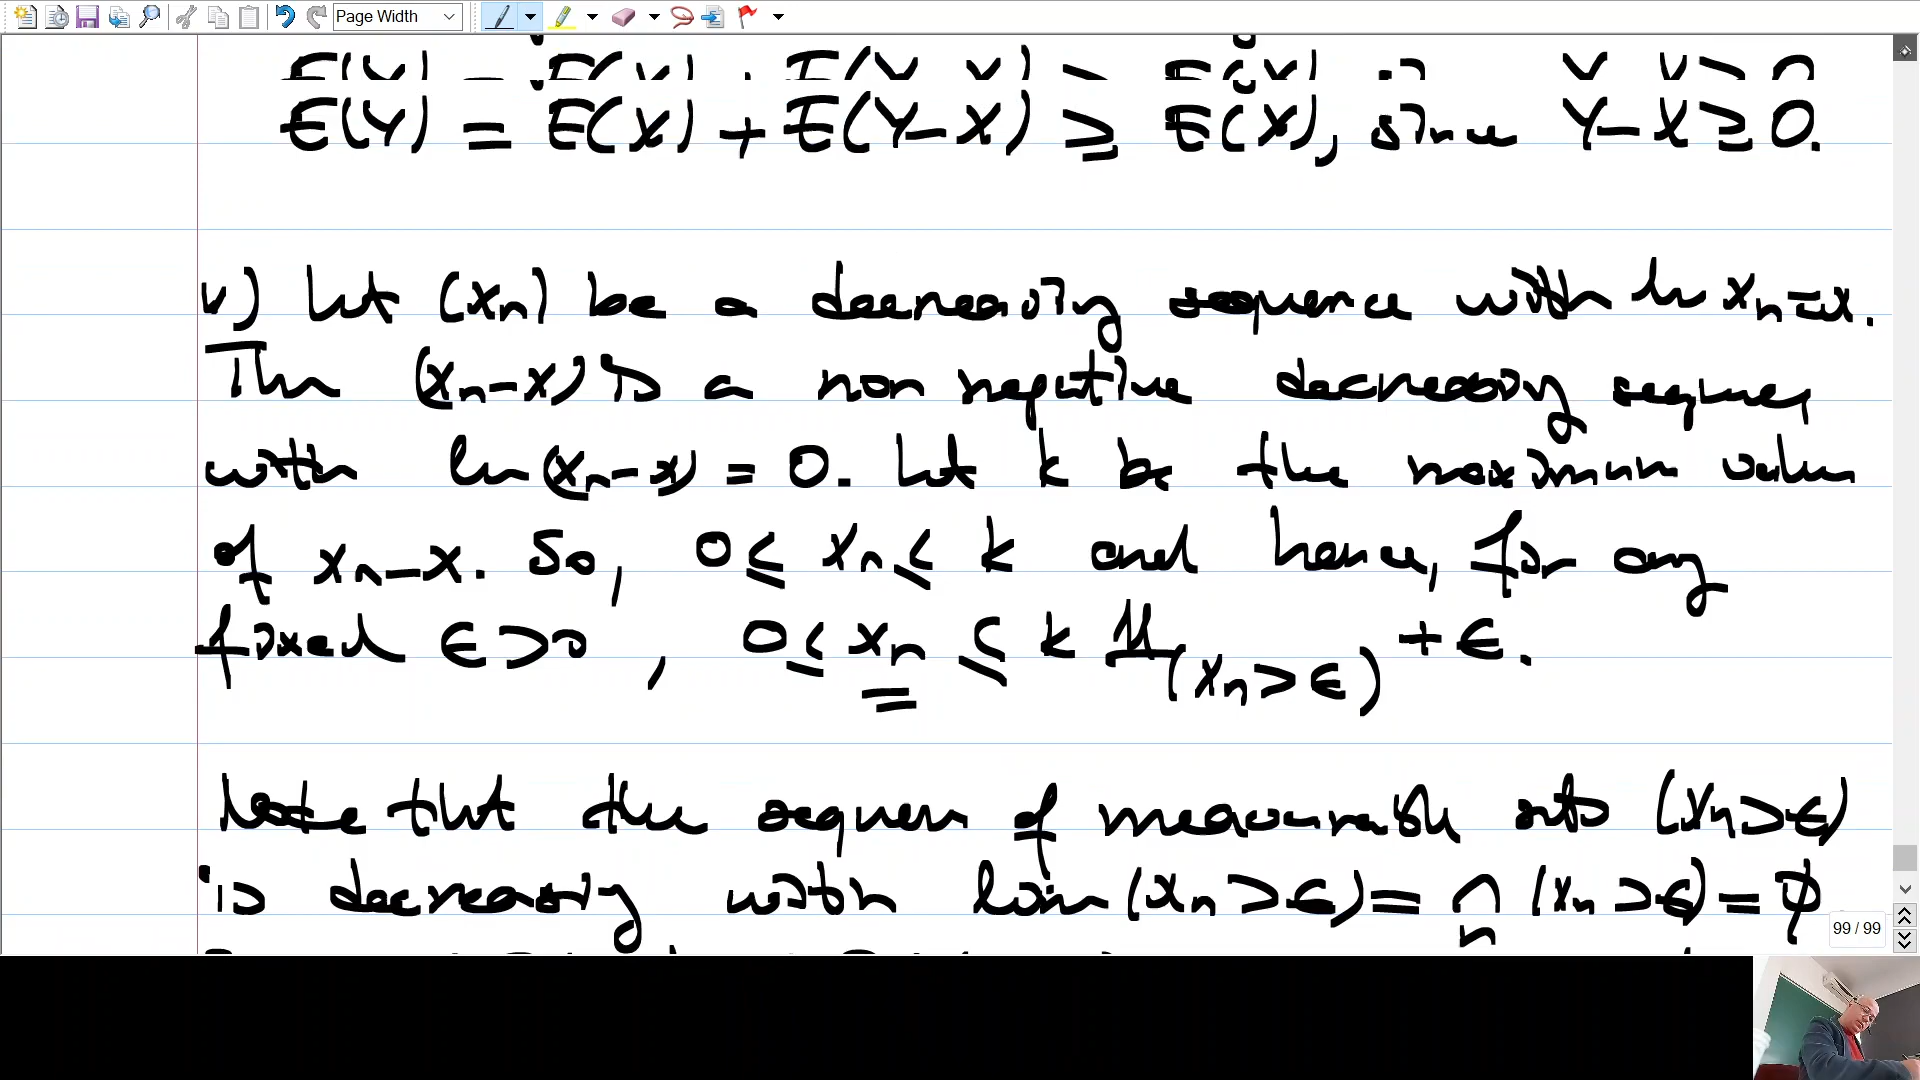 Page Width
E(Y) = E(X) + E(Y-X) ≥ E(X), since Y-X ≥ 0.
v) Let (Xn) be a decreasing sequence with lim Xn = X.
Then (Xn-X) is a non negative decreasing sequence
with lim (Xn-X) = 0. Let k be the maximum value
of Xn-X. So, 0 ≤ Xn ≤ k and hence, for any
fixed ϵ>0, 0 ≤ Xn ≤ k 1(Xn>ϵ) + ϵ.
Note that the sequence of measurable sets (Xn>ϵ)
is decreasing with lim (Xn>ϵ) = ∩n (Xn>ϵ) = ∅
99 / 99